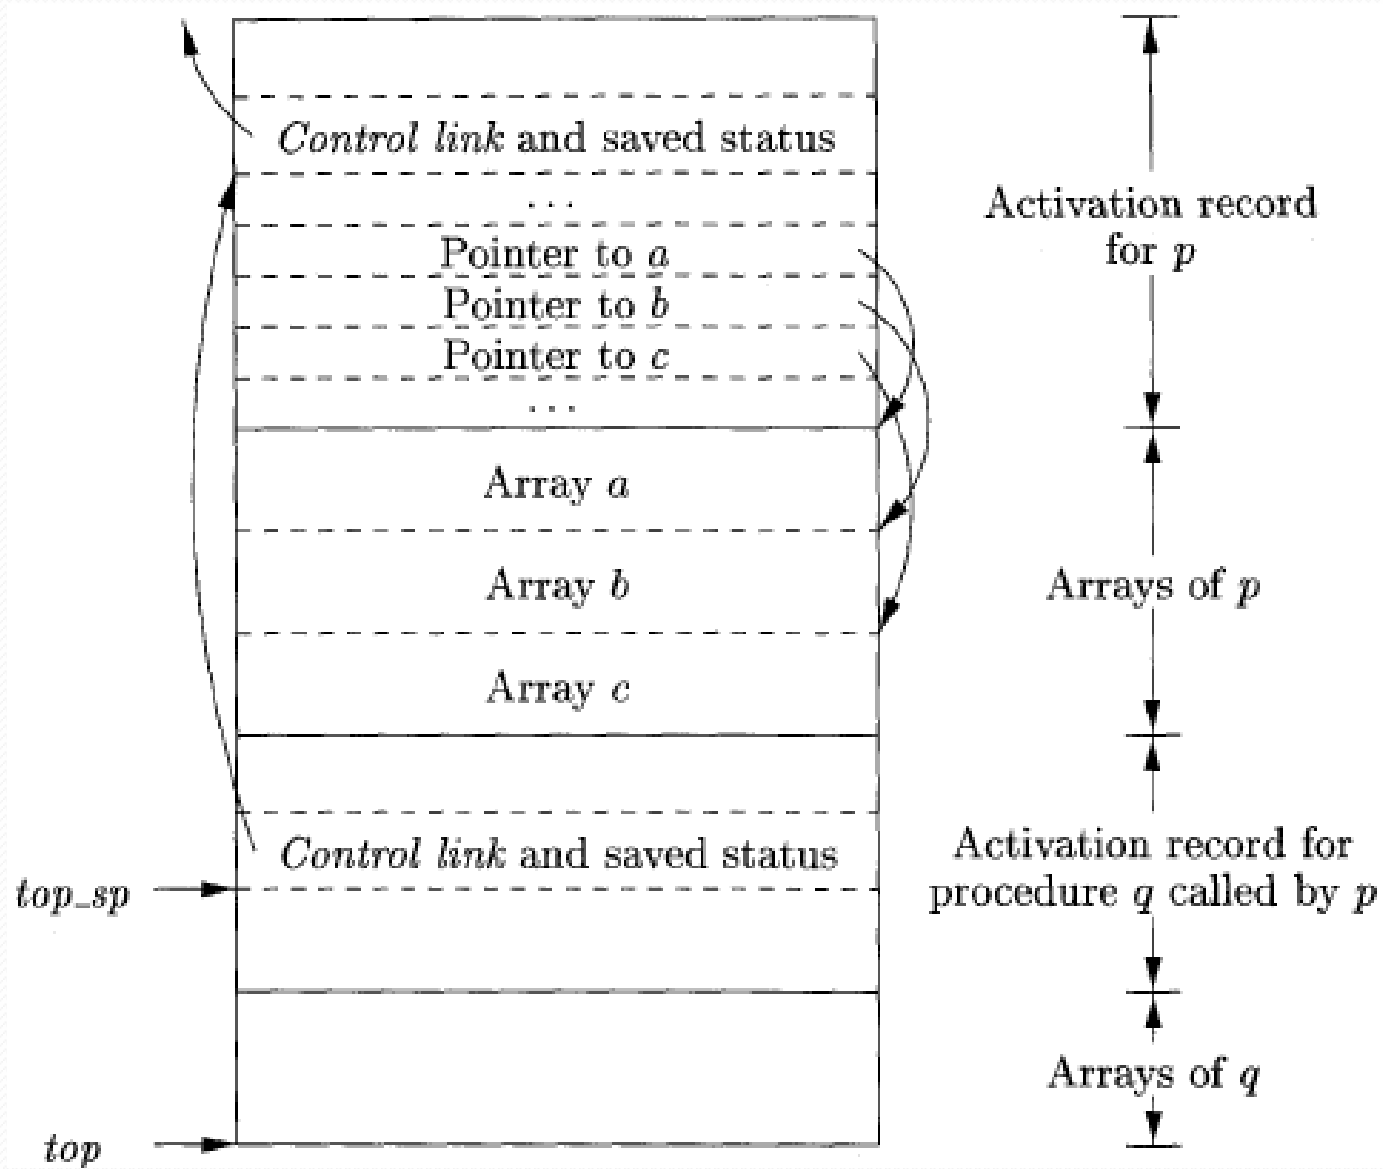 Control link and saved status
. . .
Pointer to a
Pointer to b
Pointer to c
. . .
Activation record
for p
Array a
Array b
Array c
Arrays of p
Control link and saved status
top_sp
Activation record for
procedure q called by p
Arrays of q
top